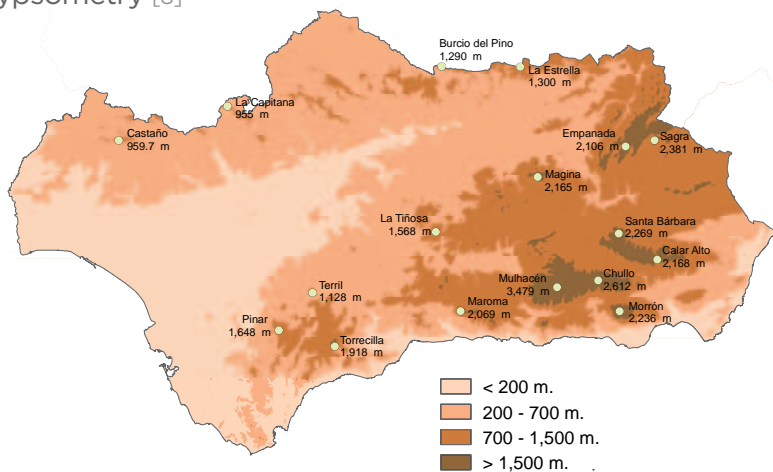 ypsometry [8]
Burcio del Pino
1,290 m
La Estrella
1,300 m
La Capitana
955 m
Castaño
959.7 m
Empanada
2,106 m
Sagra
2,381 m
Magina
2,165 m
La Tiñosa
1,568 m
Santa Bárbara
2,269 m
Calar Alto
2,168 m
Mulhacén
3,479 m
Chullo
2,612 m
Terril
1,128 m
Maroma
2,069 m
Morrón
2,236 m
Pinar
1,648 m
Torrecilla
1,918 m
< 200 m.
200 - 700 m.
700 - 1,500 m.
> 1,500 m.